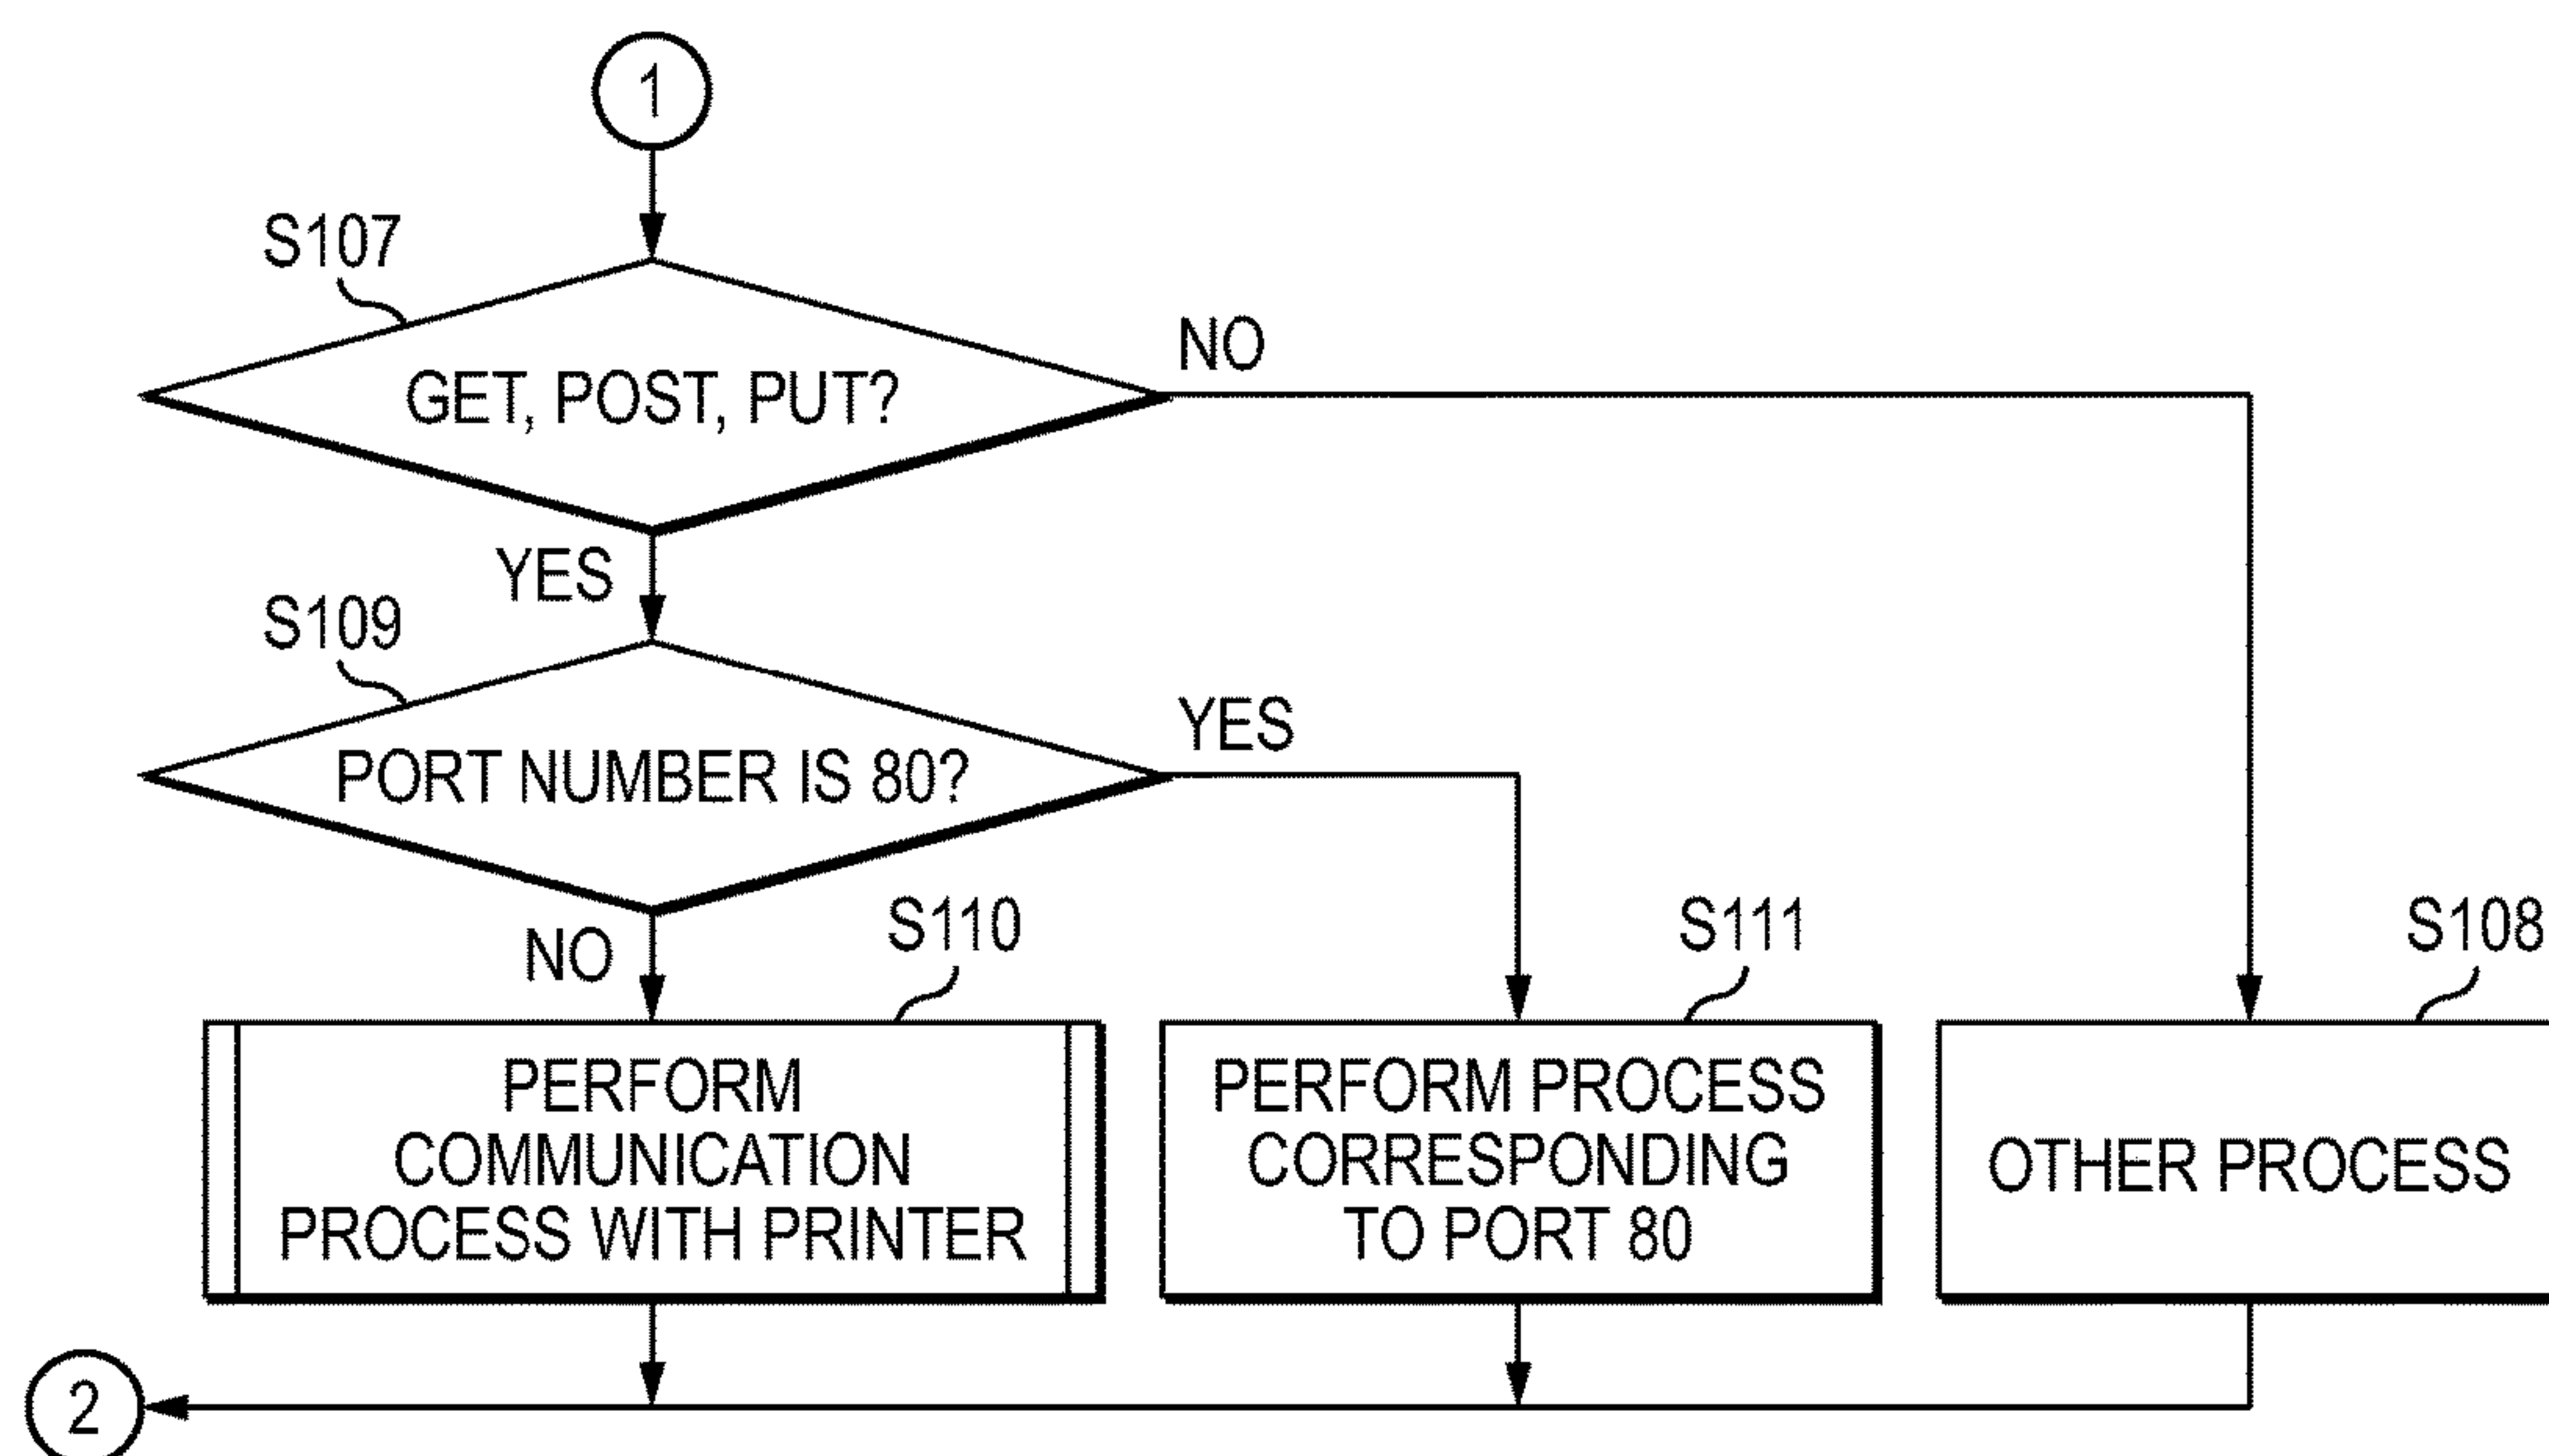 1
S107
GET, POST, PUT?
NO
YES
S109
PORT NUMBER IS 80?
YES
NO
S110
PERFORM
COMMUNICATION
PROCESS WITH PRINTER
S111
PERFORM PROCESS
CORRESPONDING
TO PORT 80
S108
OTHER PROCESS
2